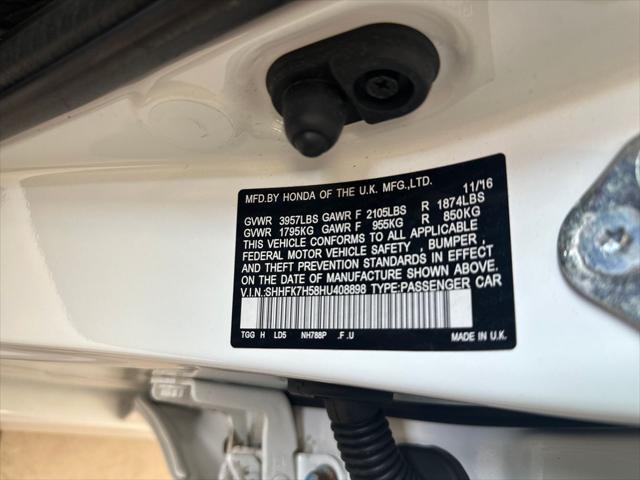 MFD.BY HONDA OF THE U.K. MFG.,LTD. 11/16
GVWR 3957LBS GAWR F 2105LBS R 1874LBS
GVWR 1795KG GAWR F 955KG R 850KG
THIS VEHICLE CONFORMS TO ALL APPLICABLE
FEDERAL MOTOR VEHICLE SAFETY , BUMPER ,
AND THEFT PREVENTION STANDARDS IN EFFECT
ON THE DATE OF MANUFACTURE SHOWN ABOVE.
V.I.N.:SHHFK7H58HU408898 TYPE:PASSENGER CAR
TGG H LD5 NH788P .F .U MADE IN U.K.